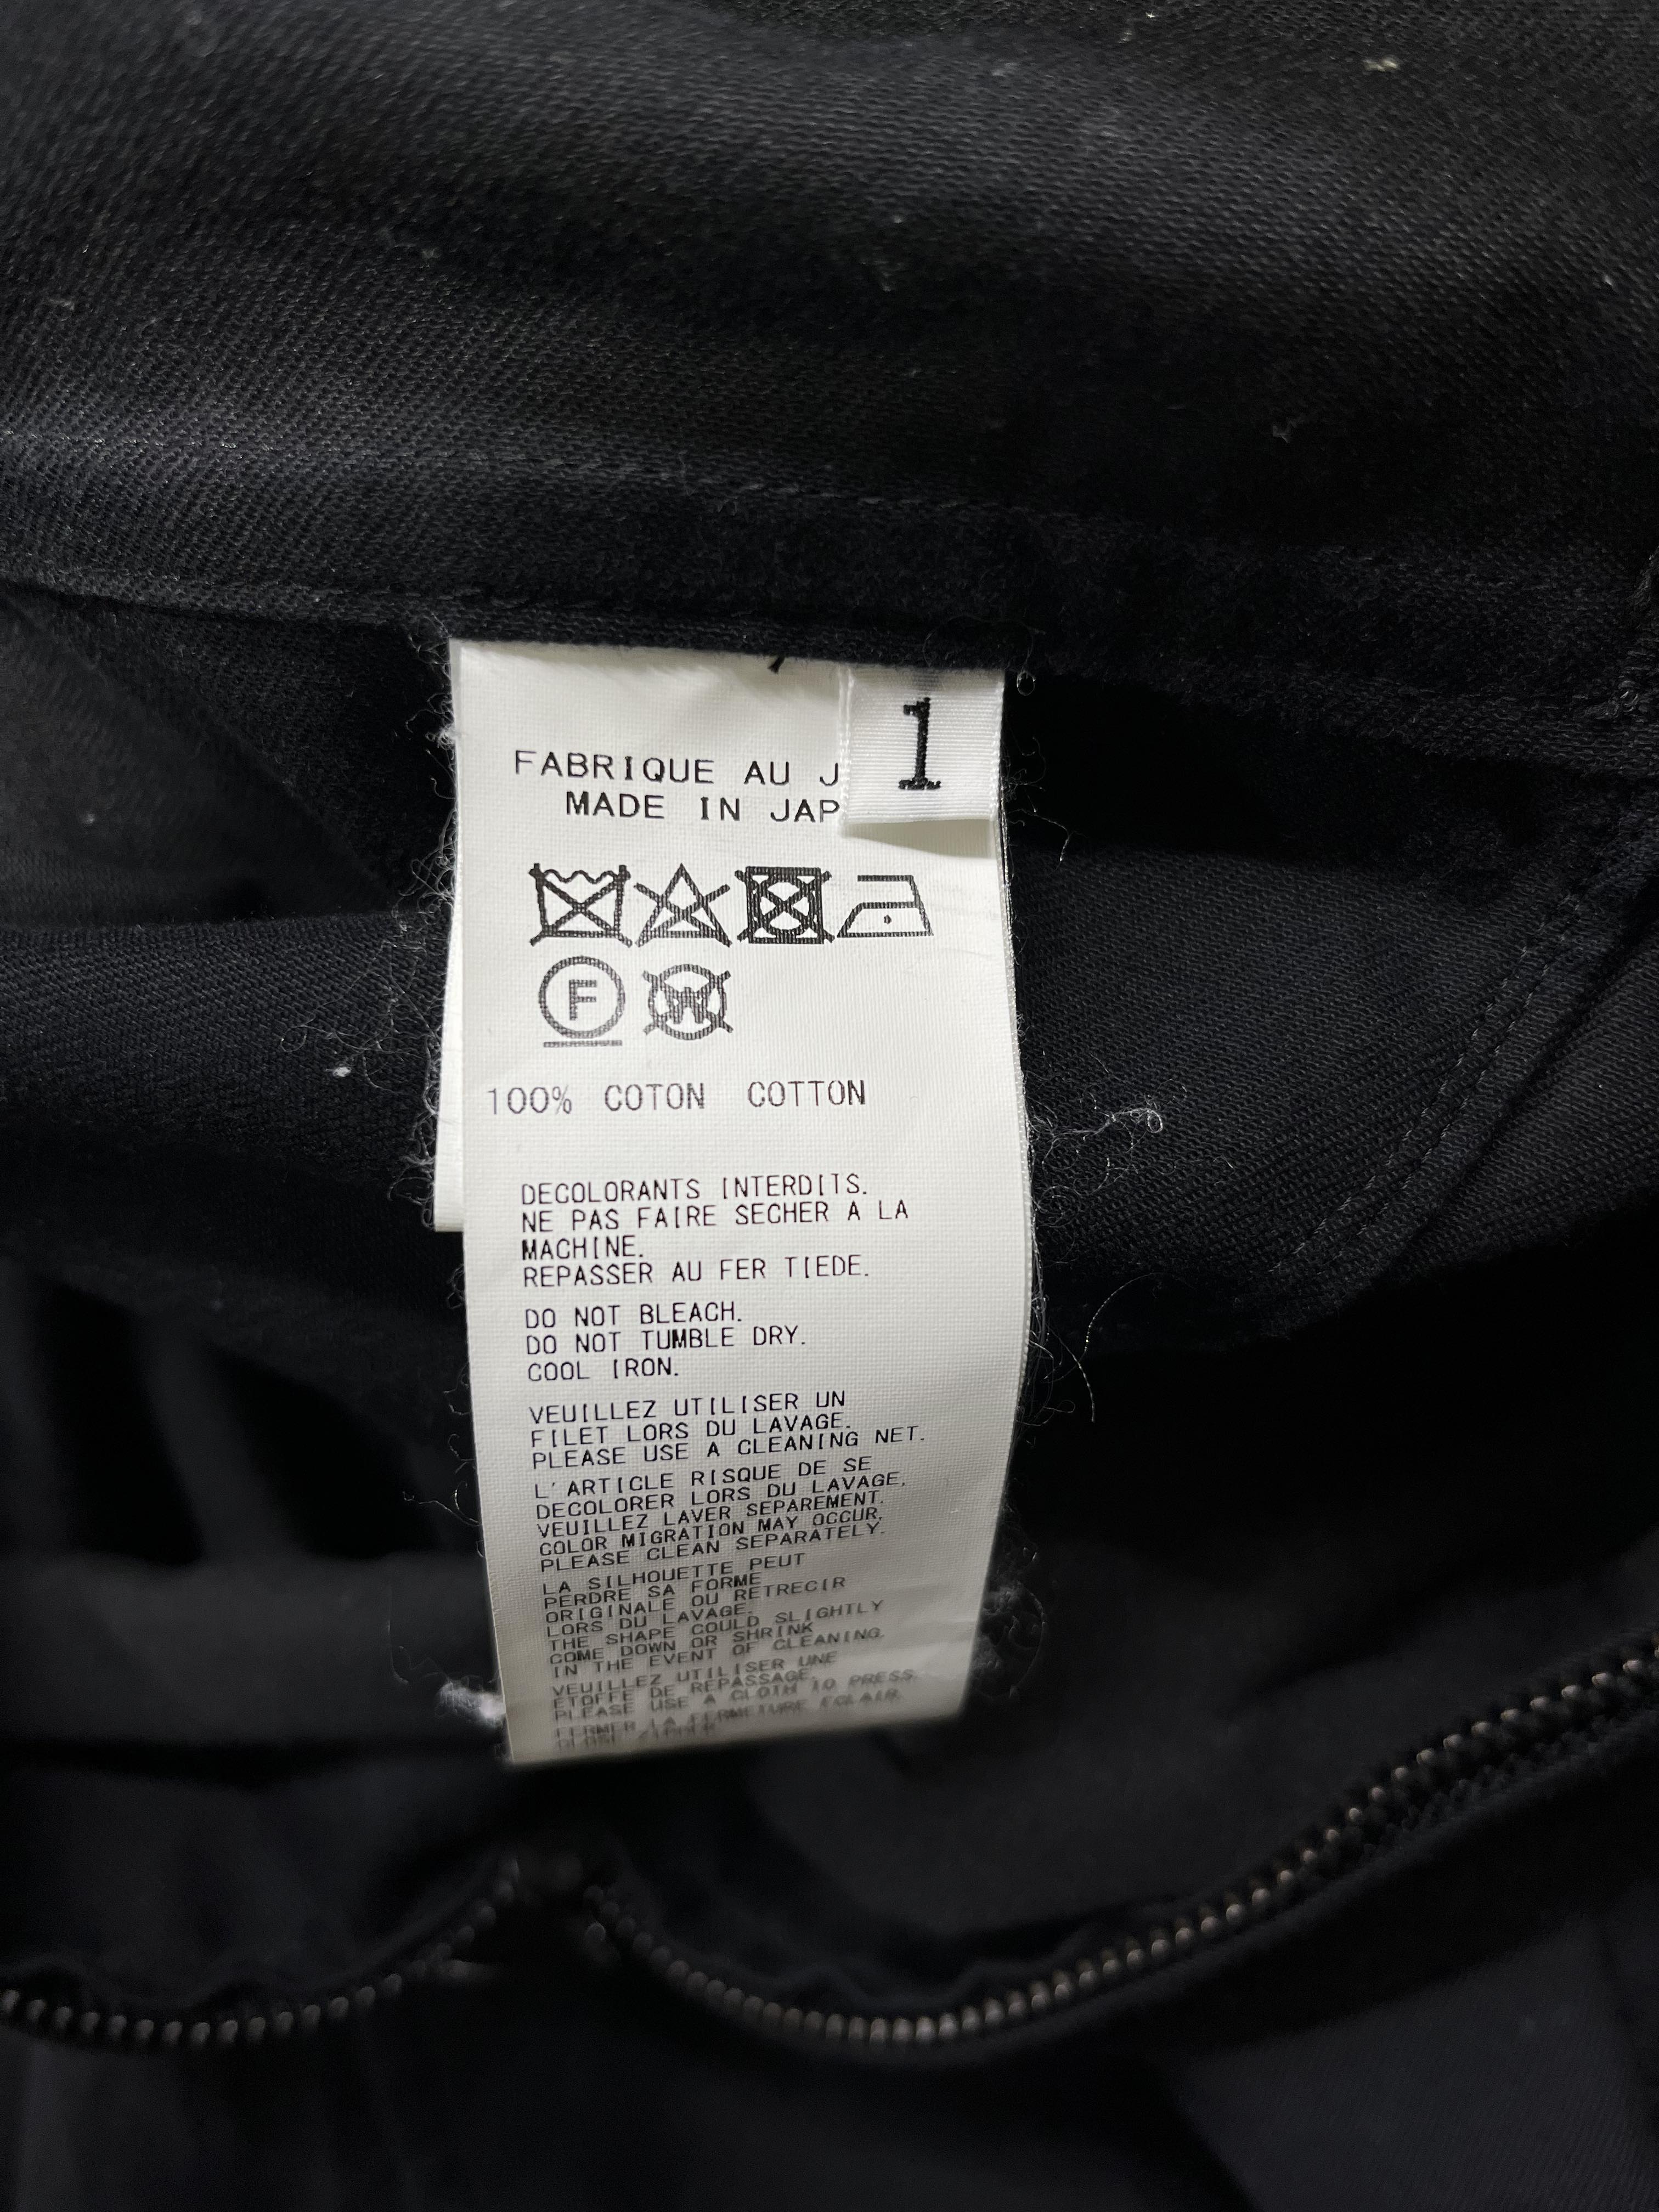 1
FABRIQUE AU J
MADE IN JAP
F
W
100% COTON COTTON
DECOLORANTS INTERDITS.
NE PAS FAIRE SECHER A LA
MACHINE.
REPASSER AU FER TIEDE.
DO NOT BLEACH.
DO NOT TUMBLE DRY.
COOL IRON.
VEUILLEZ UTILISER UN
FILET LORS DU LAVAGE.
PLEASE USE A CLEANING NET.
L'ARTICLE RISQUE DE SE
DECOLORER LORS DU LAVAGE,
VEUILLEZ LAVER SEPAREMENT.
COLOR MIGRATION MAY OCCUR,
PLEASE CLEAN SEPARATELY.
LA SILHOUETTE PEUT
PERDRE SA FORME
ORIGINALE OU RETRECIR
LORS DU LAVAGE.
THE SHAPE COULD SLIGHTLY
COME DOWN OR SHRINK
IN THE EVENT OF CLEANING.
VEUILLEZ UTILISER UNE
ETOFFE DE REPASSAGE.
PLEASE USE A CLOTH TO PRESS.
FERMER LA FERMETURE ECLAIR.